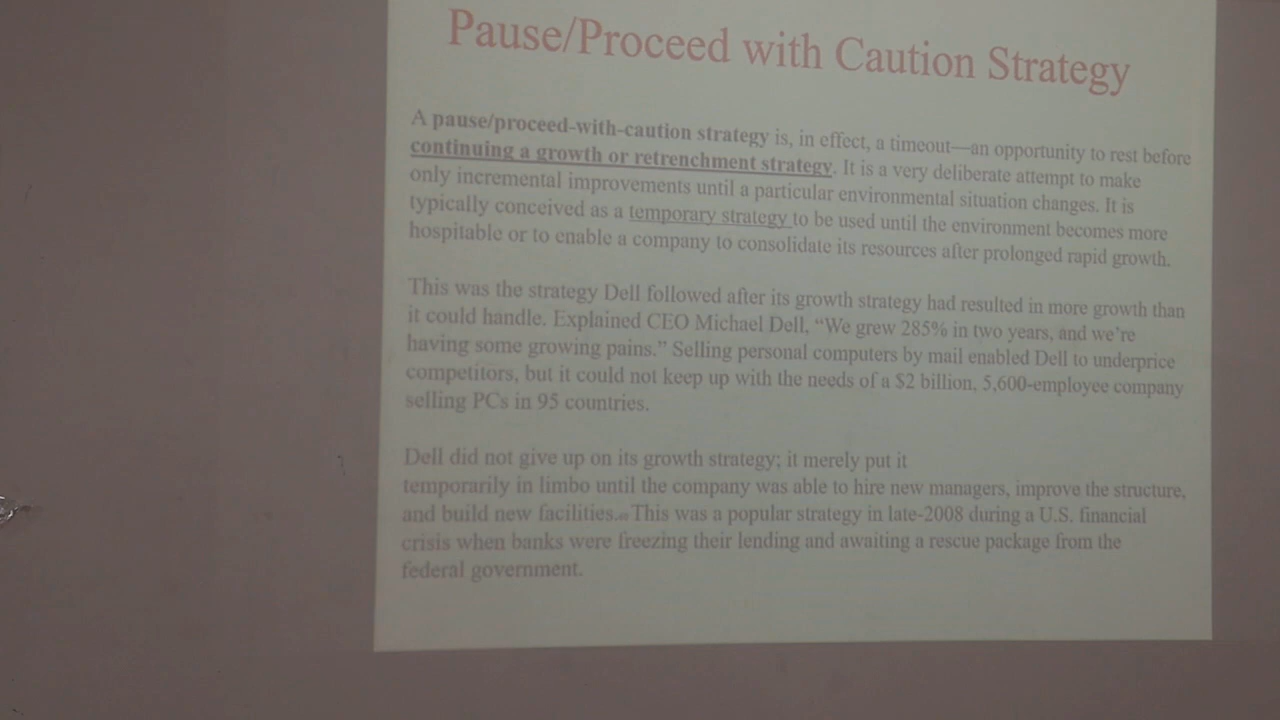 Pause/Proceed with Caution Strategy
A pause/proceed-with-caution strategy is, in effect, a timeout—an opportunity to rest before
continuing a growth or retrenchment strategy. It is a very deliberate attempt to make
only incremental improvements until a particular environmental situation changes. It is
typically conceived as a temporary strategy to be used until the environment becomes more
hospitable or to enable a company to consolidate its resources after prolonged rapid growth.
This was the strategy Dell followed after its growth strategy had resulted in more growth than
it could handle. Explained CEO Michael Dell, “We grew 285% in two years, and we’re
having some growing pains.” Selling personal computers by mail enabled Dell to underprice
competitors, but it could not keep up with the needs of a $2 billion, 5,600-employee company
selling PCs in 95 countries.
Dell did not give up on its growth strategy; it merely put it
temporarily in limbo until the company was able to hire new managers, improve the structure,
and build new facilities. This was a popular strategy in late-2008 during a U.S. financial
crisis when banks were freezing their lending and awaiting a rescue package from the
federal government.